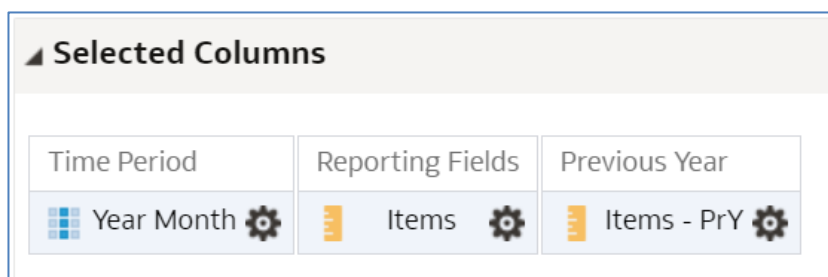 Selected Columns
Time Period Reporting Fields Previous Year
Year Month Items Items - PrY